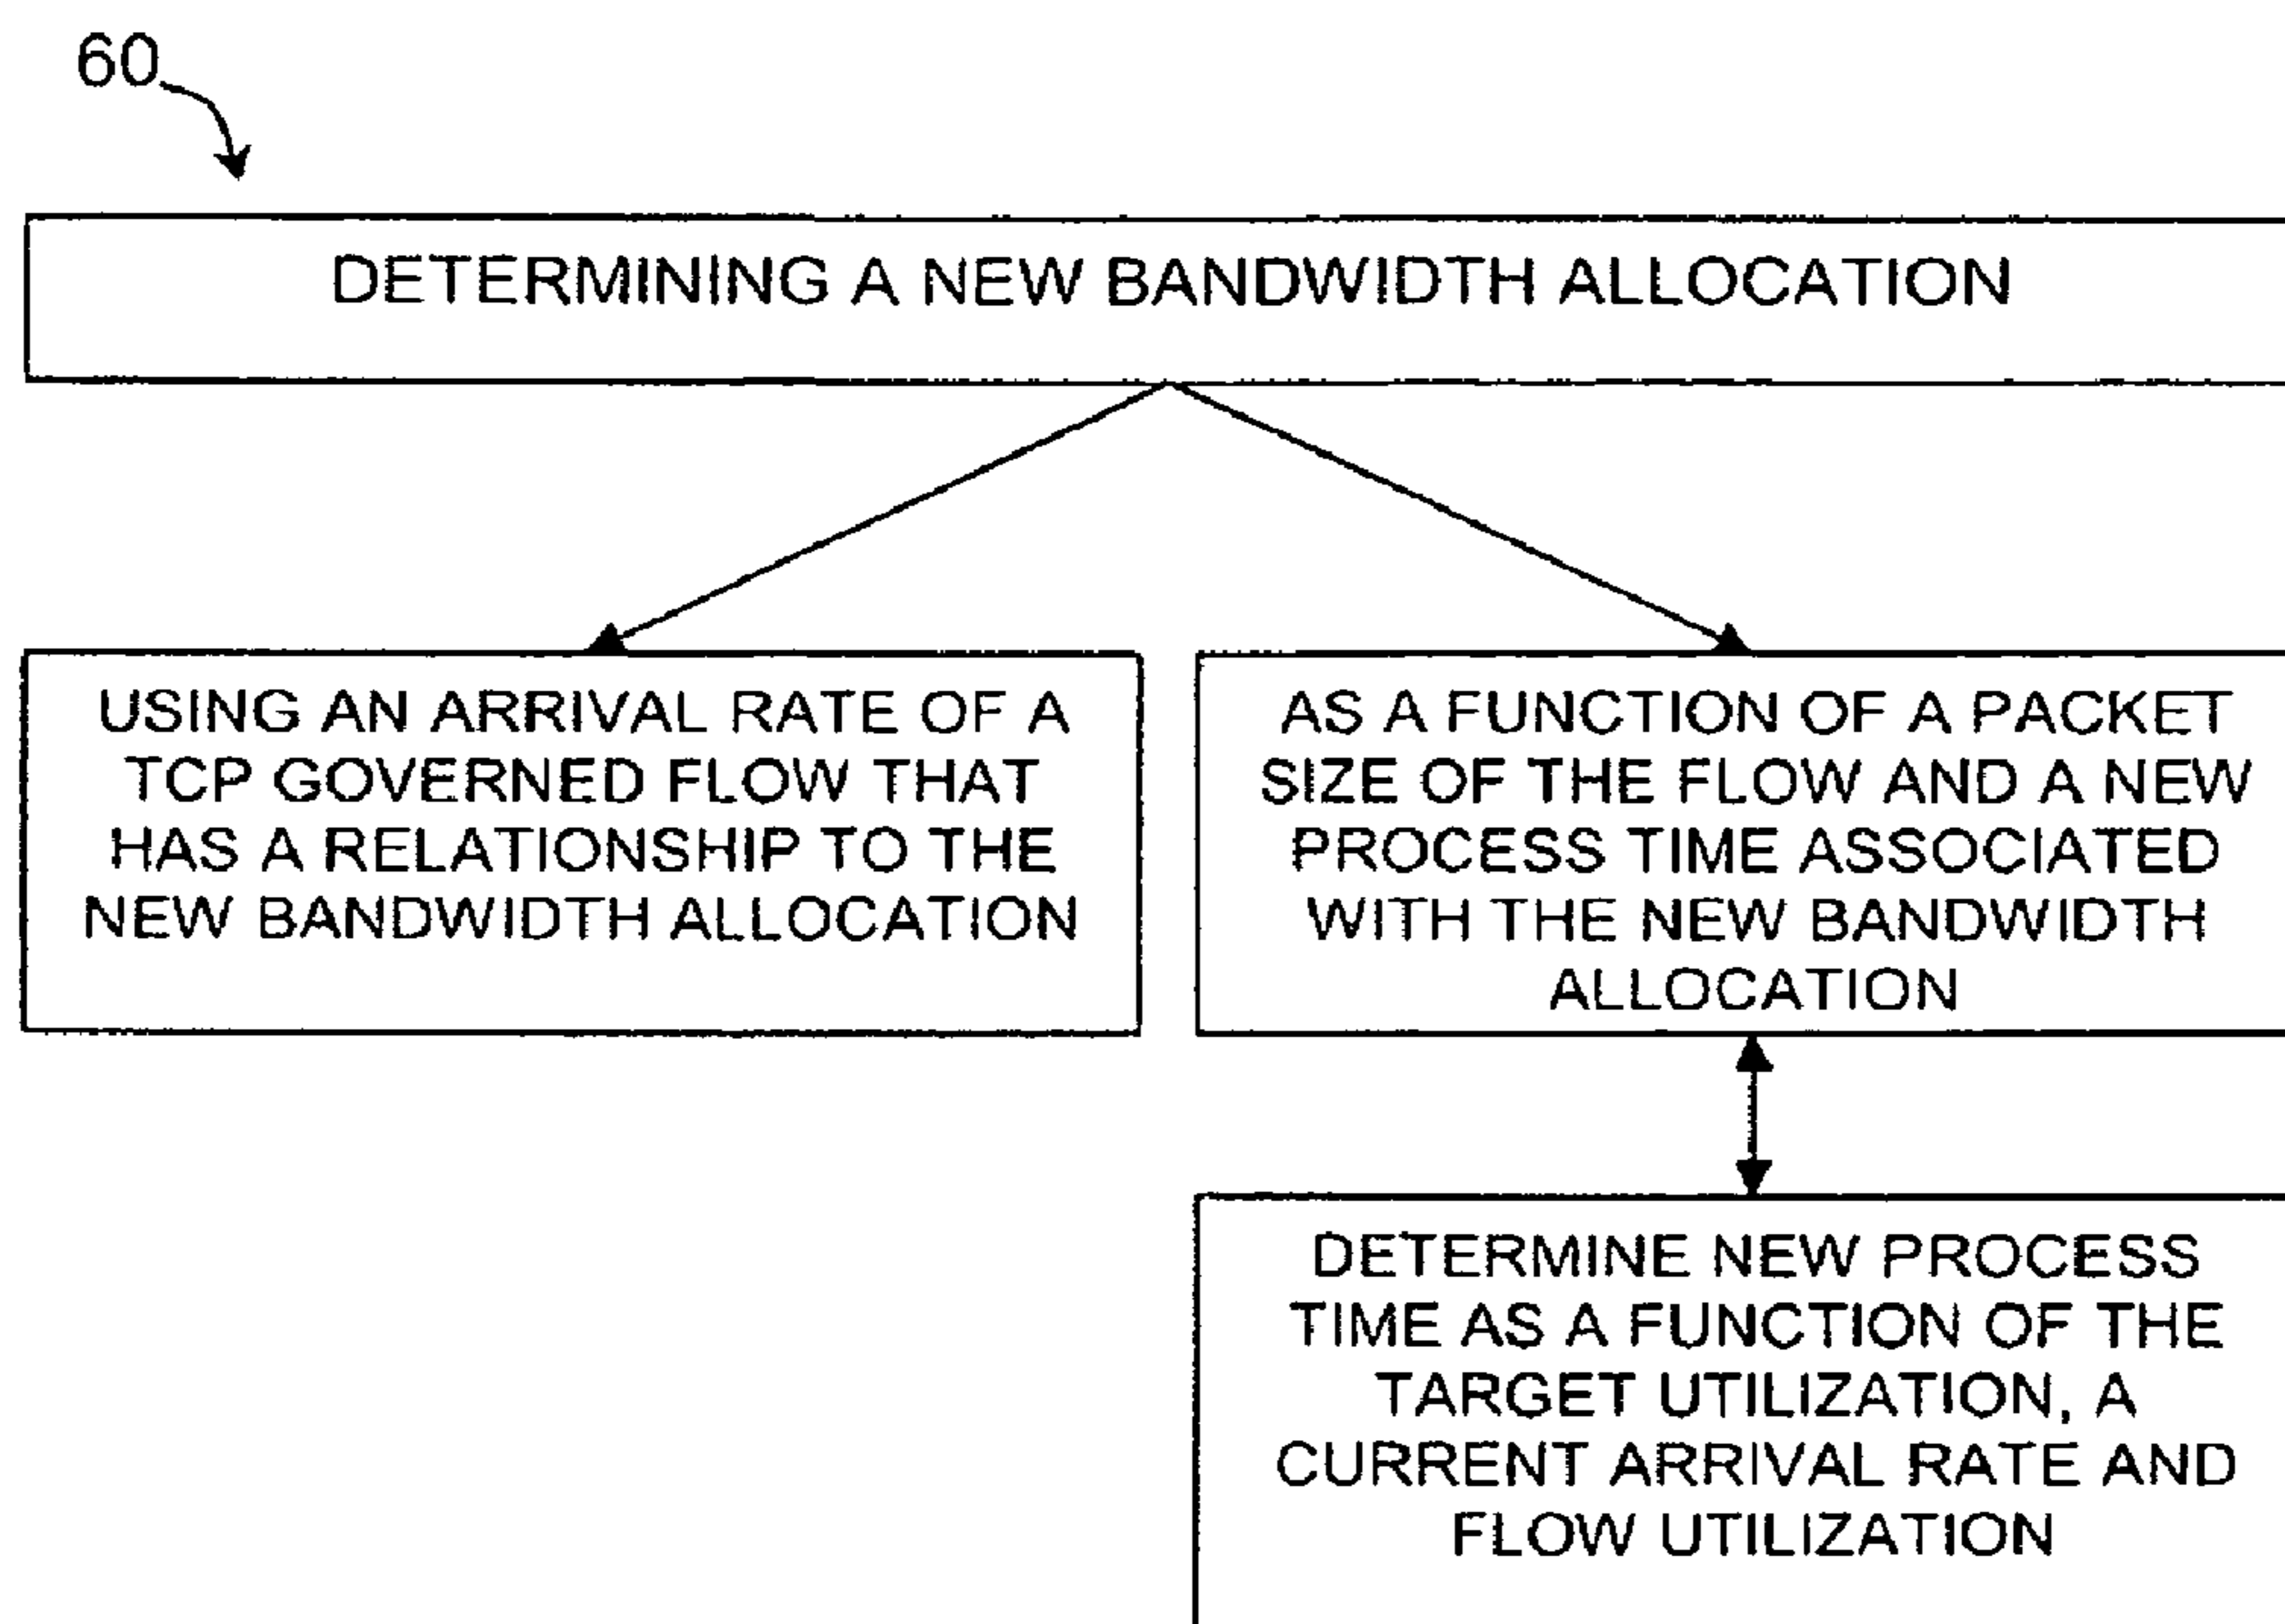 60
DETERMINING A NEW BANDWIDTH ALLOCATION
USING AN ARRIVAL RATE OF A
TCP GOVERNED FLOW THAT
HAS A RELATIONSHIP TO THE
NEW BANDWIDTH ALLOCATION
AS A FUNCTION OF A PACKET
SIZE OF THE FLOW AND A NEW
PROCESS TIME ASSOCIATED
WITH THE NEW BANDWIDTH
ALLOCATION
DETERMINE NEW PROCESS
TIME AS A FUNCTION OF THE
TARGET UTILIZATION, A
CURRENT ARRIVAL RATE AND
FLOW UTILIZATION